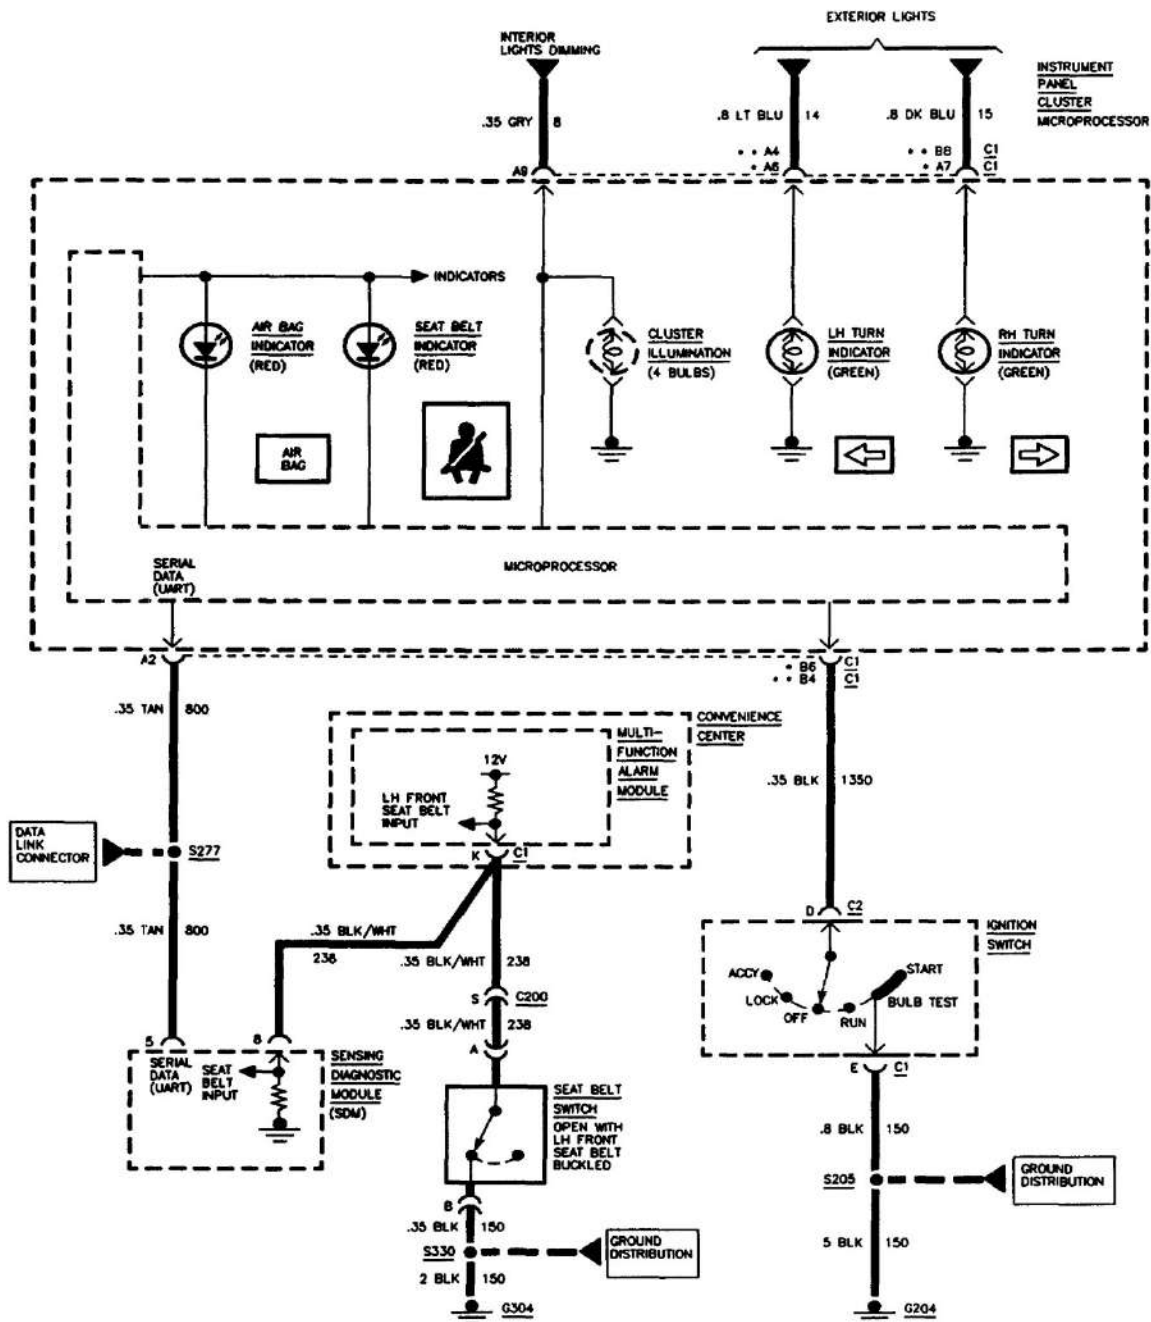 EXTERIOR LIGHTS
INTERIOR
LIGHTS DIMMING
INSTRUMENT
PANEL
CLUSTER
MICROPROCESSOR
.35 GRY 8
.8 LT BLU 14
.8 DK BLU 15
* * A4
* A6
* * B8 C1
* A7 C1
A9
INDICATORS
AIR BAG
INDICATOR
(RED)
SEAT BELT
INDICATOR
(RED)
CLUSTER
ILLUMINATION
(4 BULBS)
LH TURN
INDICATOR
(GREEN)
RH TURN
INDICATOR
(GREEN)
AIR
BAG
SERIAL
DATA
(UART)
MICROPROCESSOR
A2
* B6 C1
* * B4 C1
.35 TAN 800
CONVENIENCE
CENTER
MULTI-
FUNCTION
ALARM
MODULE
12V
LH FRONT
SEAT BELT
INPUT
K C1
.35 BLK 1350
DATA
LINK
CONNECTOR
S277
.35 TAN 800
.35 BLK/WHT
238
.35 BLK/WHT 238
S C200
.35 BLK/WHT 238
A
D C2
IGNITION
SWITCH
ACCY
LOCK
OFF
RUN
BULB TEST
START
E C1
5
8
SERIAL
DATA
(UART)
SEAT
BELT
INPUT
SENSING
DIAGNOSTIC
MODULE
(SDM)
SEAT BELT
SWITCH
OPEN WITH
LH FRONT
SEAT BELT
BUCKLED
B
.35 BLK 150
S330
GROUND
DISTRIBUTION
2 BLK 150
G304
.8 BLK 150
S205
GROUND
DISTRIBUTION
5 BLK 150
G204